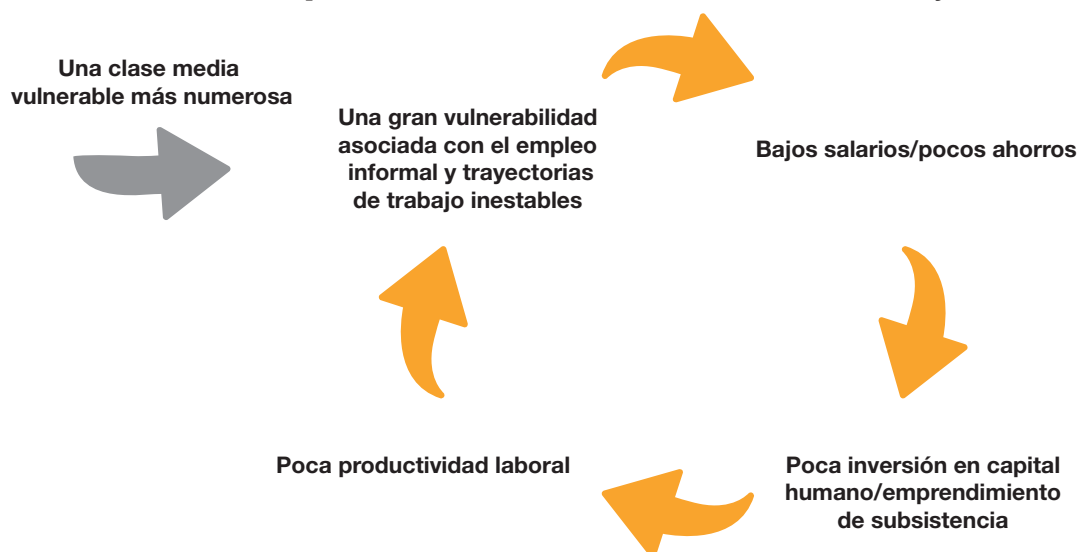 Una clase media
vulnerable más numerosa
Una gran vulnerabilidad
asociada con el empleo
informal y trayectorias
de trabajo inestables
Bajos salarios/pocos ahorros
Poca inversión en capital
humano/emprendimiento
de subsistencia
Poca productividad laboral